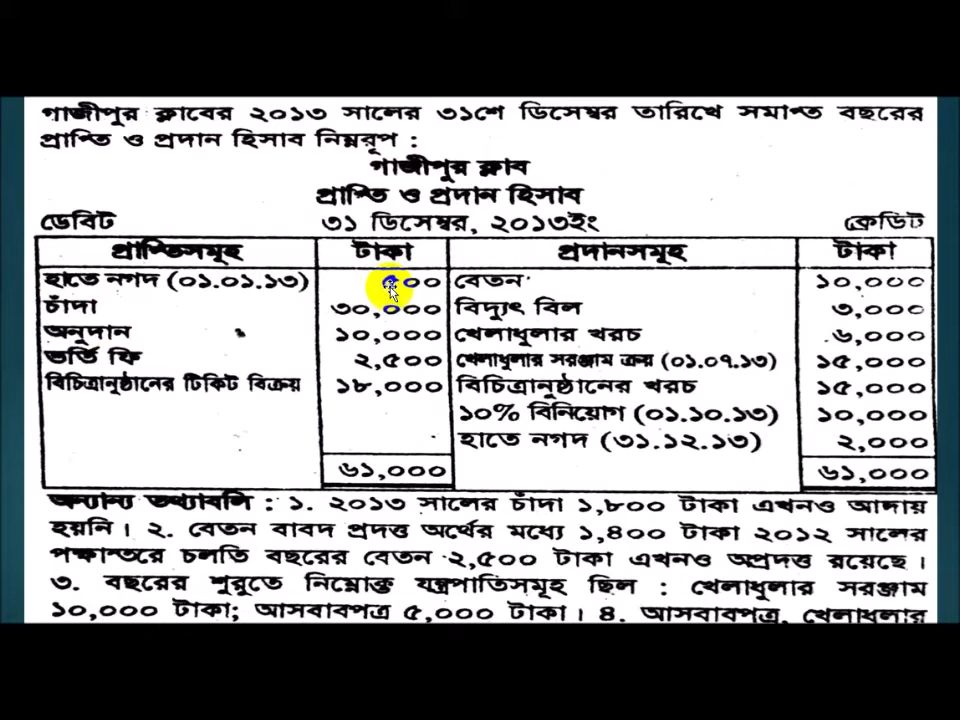 গাজীপুর ক্লাবের ২০১৩ সালের ৩১শে ডিসেম্বর তারিখে সমাপ্ত বছরের
প্রাপ্তি ও প্রদান হিসাব নিম্নরূপ :
গাজীপুর ক্লাব
প্রাপ্তি ও প্রদান হিসাব
ডেবিট ৩১ ডিসেম্বর, ২০১৩ইং ক্রেডিট
প্রাপ্তিসমূহ টাকা প্রদানসমূহ টাকা
হাতে নগদ (০১.০১.১৩) ৫০০ বেতন ১০,০০০
চাঁদা ৩০,০০০ বিদ্যুৎ বিল ৩,০০০
অনুদান ১০,০০০ খেলাধুলার খরচ ৬,০০০
ভর্তি ফি ২,৫০০ খেলাধুলার সরঞ্জাম ক্রয় (০১.০৭.১৩) ১৫,০০০
বিচিত্রানুষ্ঠানের টিকিট বিক্রয় ১৮,০০০ বিচিত্রানুষ্ঠানের খরচ ১৫,০০০
১০% বিনিয়োগ (০১.১০.১৩) ১০,০০০
হাতে নগদ (৩১.১২.১৩) ২,০০০
৬১,০০০ ৬১,০০০
অন্যান্য তথ্যাবলি : ১. ২০১৩ সালের চাঁদা ১,৮০০ টাকা এখনও আদায়
হয়নি। ২. বেতন বাবদ প্রদত্ত অর্থের মধ্যে ১,৪০০ টাকা ২০১২ সালের
পক্ষান্তরে চলতি বছরের বেতন ২,৫০০ টাকা এখনও অপ্রদত্ত রয়েছে।
৩. বছরের শুরুতে নিম্নোক্ত যন্ত্রপাতিসমূহ ছিল : খেলাধুলার সরঞ্জাম
১০,০০০ টাকা; আসবাবপত্র ৫,০০০ টাকা। ৪. আসবাবপত্র, খেলাধুলার